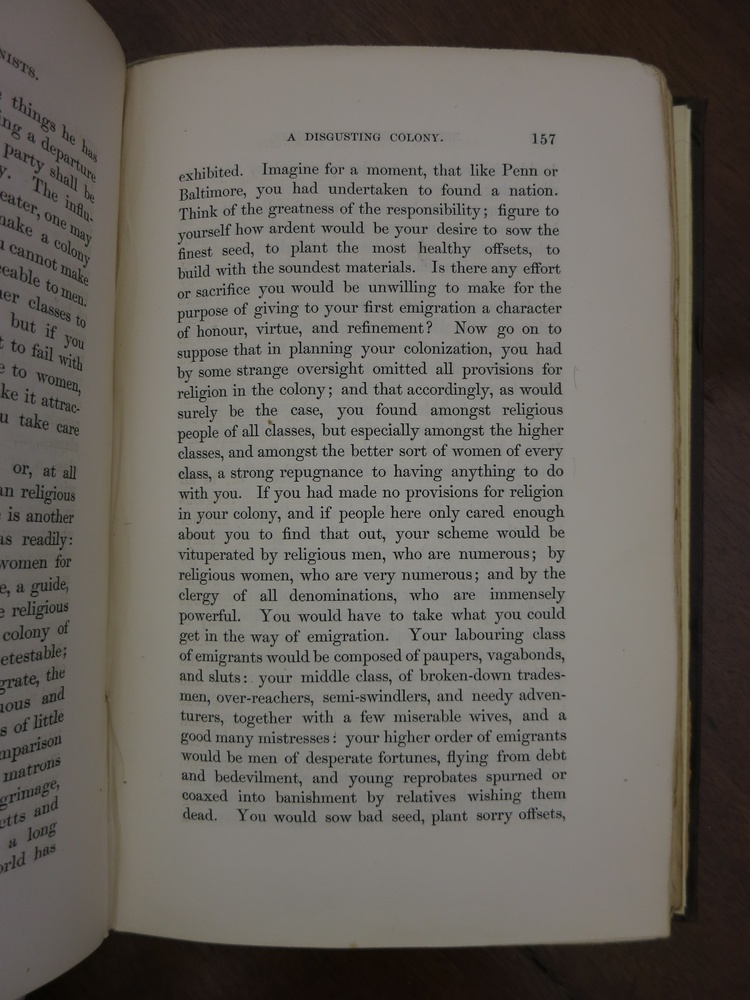 NISTS.
things he has
ing a departure
party shall be
y. The influ-
eater, one may
make a colony
cannot make
eable to men.
er classes to
but if you
t to fail with
e to women,
ke it attrac-
u take care
or, at all
an religious
is another
as readily:
women for
e, a guide,
e religious
colony of
etestable;
grate, the
nous and
s of little
mparison
matrons
grimage,
etts and
a long
orld has
A DISGUSTING COLONY. 157
exhibited. Imagine for a moment, that like Penn or
Baltimore, you had undertaken to found a nation.
Think of the greatness of the responsibility; figure to
yourself how ardent would be your desire to sow the
finest seed, to plant the most healthy offsets, to
build with the soundest materials. Is there any effort
or sacrifice you would be unwilling to make for the
purpose of giving to your first emigration a character
of honour, virtue, and refinement? Now go on to
suppose that in planning your colonization, you had
by some strange oversight omitted all provisions for
religion in the colony; and that accordingly, as would
surely be the case, you found amongst religious
people of all classes, but especially amongst the higher
classes, and amongst the better sort of women of every
class, a strong repugnance to having anything to do
with you. If you had made no provisions for religion
in your colony, and if people here only cared enough
about you to find that out, your scheme would be
vituperated by religious men, who are numerous; by
religious women, who are very numerous; and by the
clergy of all denominations, who are immensely
powerful. You would have to take what you could
get in the way of emigration. Your labouring class
of emigrants would be composed of paupers, vagabonds,
and sluts: your middle class, of broken-down trades-
men, over-reachers, semi-swindlers, and needy adven-
turers, together with a few miserable wives, and a
good many mistresses: your higher order of emigrants
would be men of desperate fortunes, flying from debt
and bedevilment, and young reprobates spurned or
coaxed into banishment by relatives wishing them
dead. You would sow bad seed, plant sorry offsets,